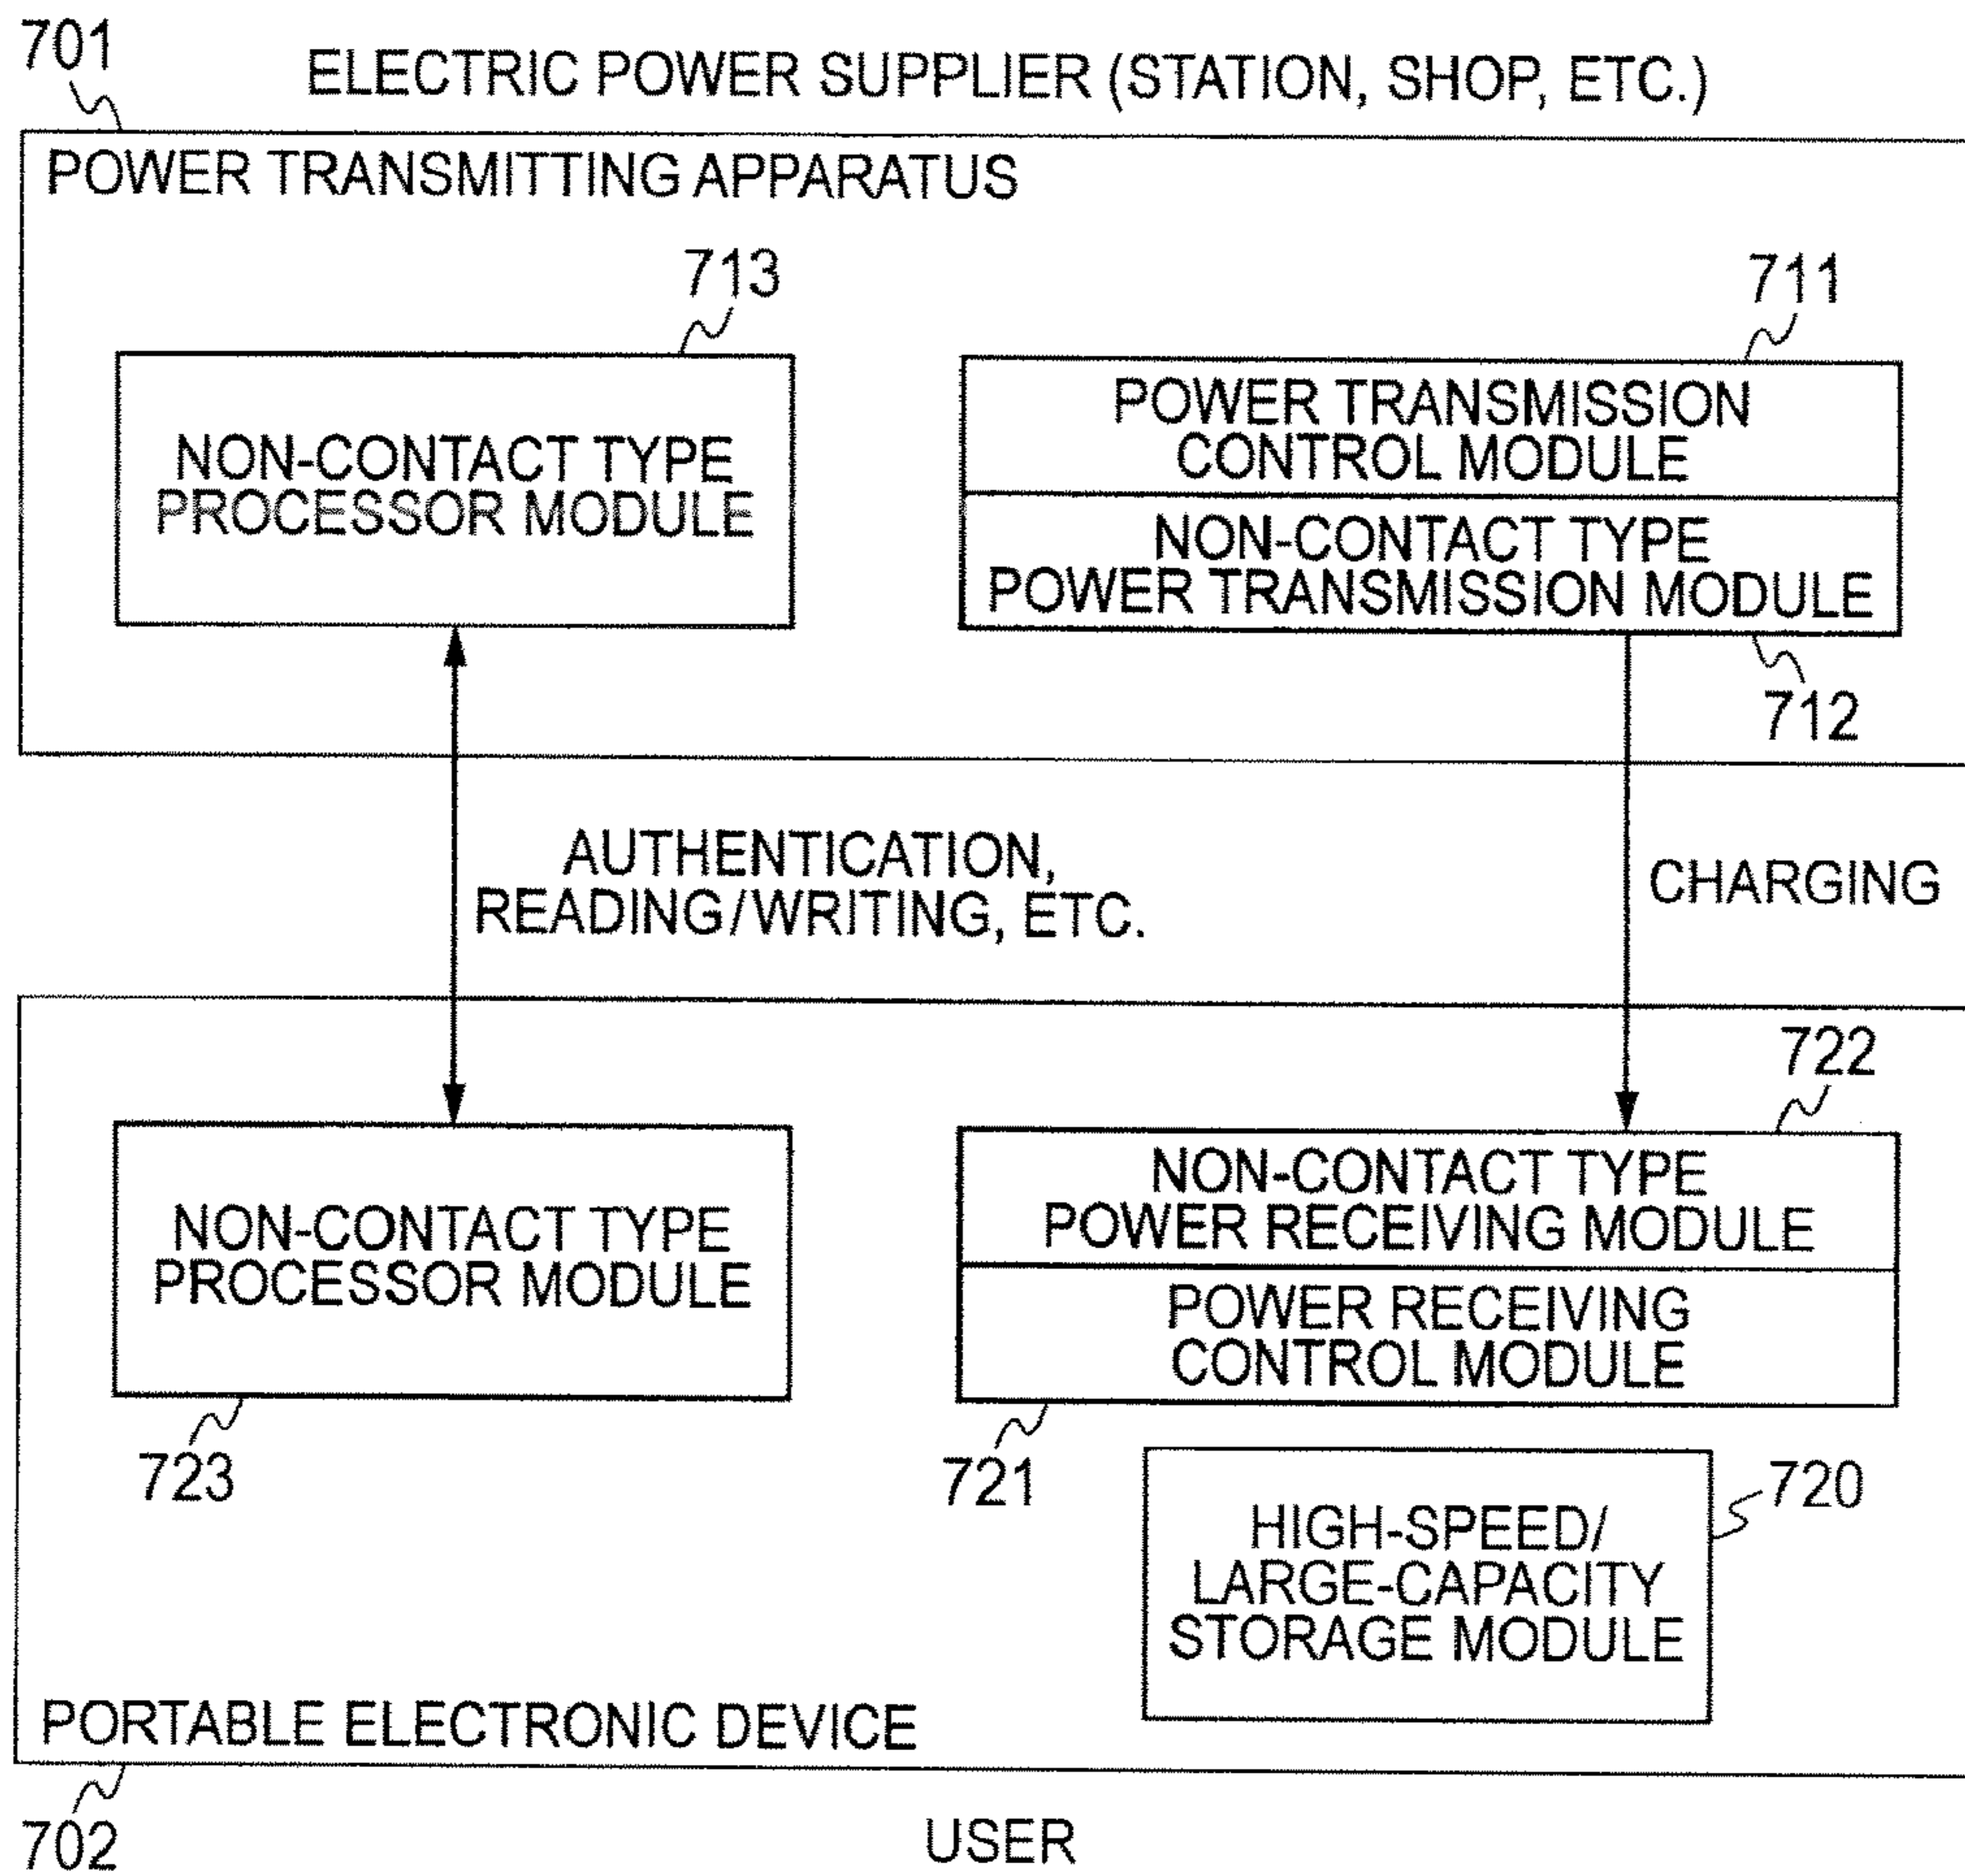 701
ELECTRIC POWER SUPPLIER (STATION, SHOP, ETC.)
POWER TRANSMITTING APPARATUS
713
711
NON-CONTACT TYPE
PROCESSOR MODULE
POWER TRANSMISSION
CONTROL MODULE
NON-CONTACT TYPE
POWER TRANSMISSION MODULE
712
AUTHENTICATION,
READING/WRITING, ETC.
CHARGING
722
NON-CONTACT TYPE
PROCESSOR MODULE
NON-CONTACT TYPE
POWER RECEIVING MODULE
POWER RECEIVING
CONTROL MODULE
723
721
720
HIGH-SPEED/
LARGE-CAPACITY
STORAGE MODULE
PORTABLE ELECTRONIC DEVICE
702
USER